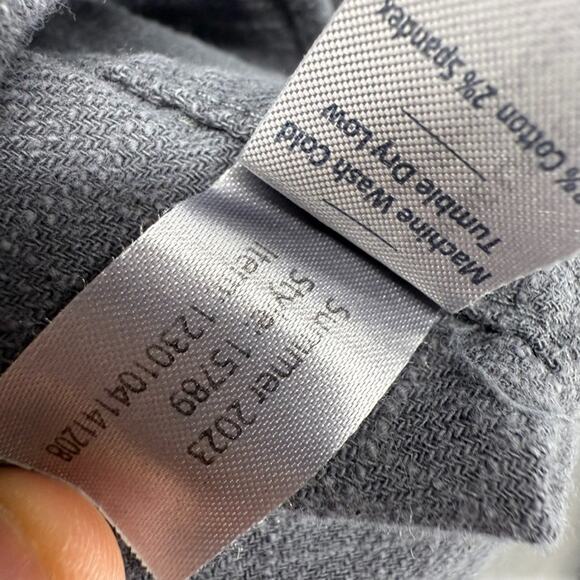 % Cotton 2% Spandex
Machine Wash Cold
Tumble Dry Low
Summer 2023
Style: 15789
1230104141208